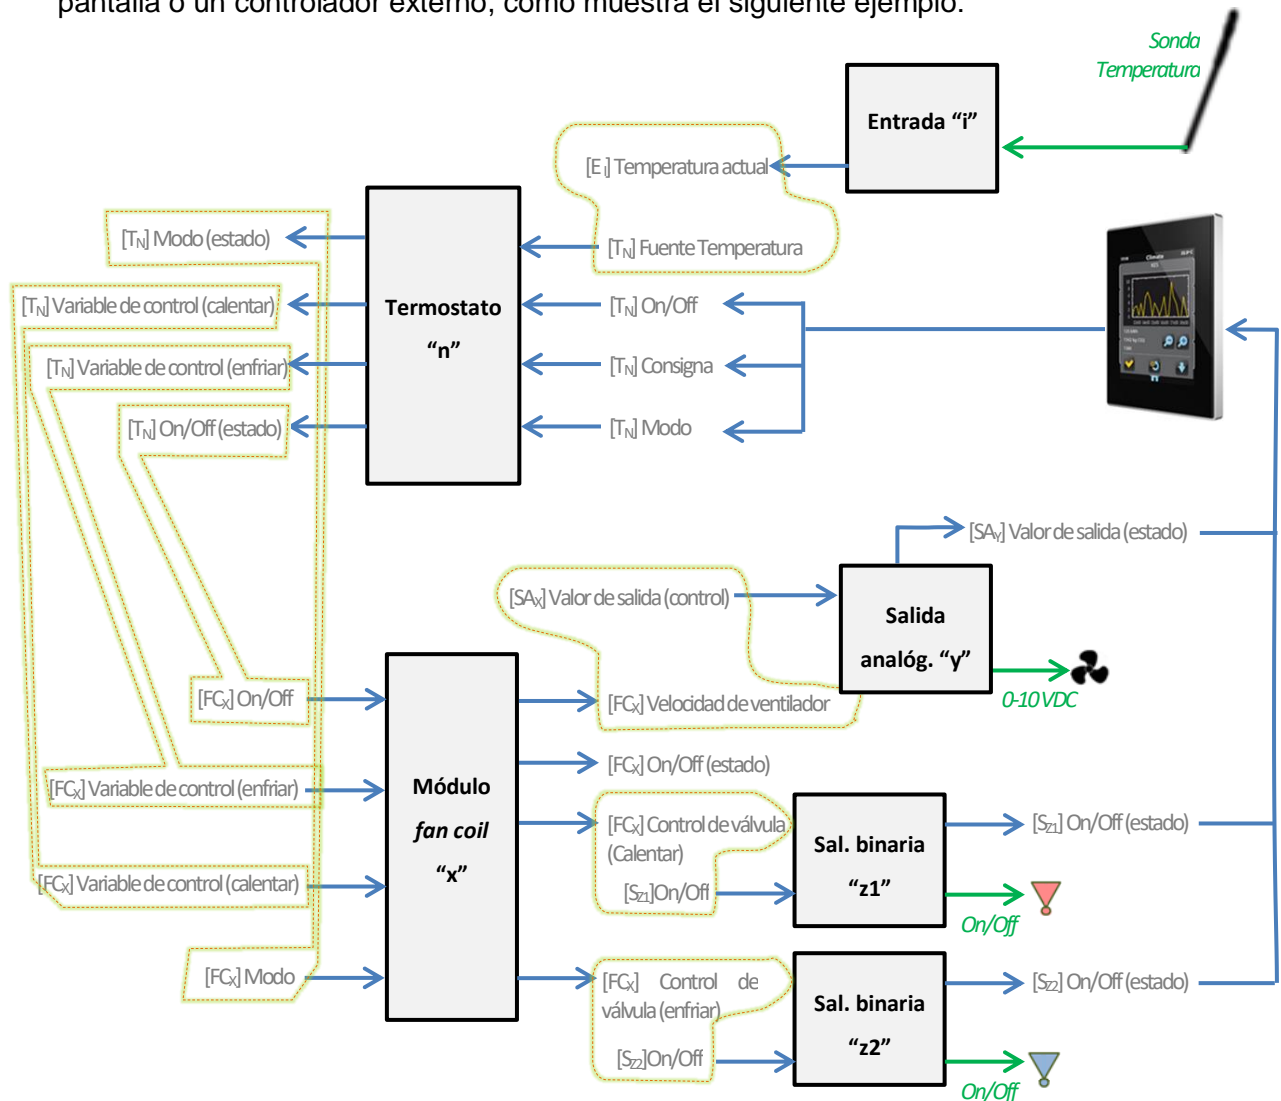 pantalla o un controlador externo, como muestra el siguiente ejemplo.
Sonda
Temperatura
Entrada “i”
[E I] Temperatura actual
[TN] Modo (estado)
[TN] Fuente Temperatura
Climate
[TN] Variable de control (calentar)
Termostato
“n”
[TN] On/Off
[TN] Variable de control (enfriar)
[TN] Consigna
[TN] On/Off (estado)
[TN] Modo
[SAY] Valor de salida (estado)
[SAX] Valor de salida (control)
Salida
analóg. “y”
[FCX] On/Off
[FCX] Velocidad de ventilador
0-10 VDC
[FCX] On/Off (estado)
[FCX] Variable de control (enfriar)
Módulo
fan coil
“x”
[FCX] Control de válvula
(Calentar)
[SZ1]On/Off
Sal. binaria
“z1”
[SZ1] On/Off (estado)
On/Off
[FCX] Variable de control (calentar)
[FCX] Modo
[FCX] Control de
válvula (enfriar)
[SZ2]On/Off
Sal. binaria
“z2”
[SZ2] On/Off (estado)
On/Off